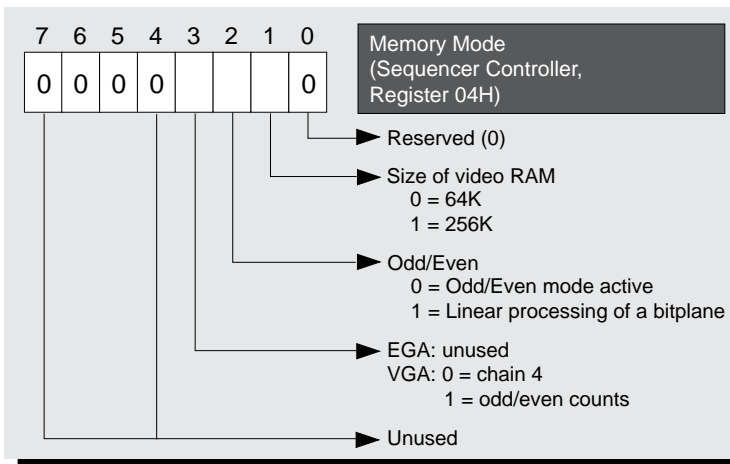 7 6 5 4 3 2 1 0
0 0 0 0 0
Memory Mode
(Sequencer Controller,
Register 04H)
Reserved (0)
Size of video RAM
0 = 64K
1 = 256K
Odd/Even
0 = Odd/Even mode active
1 = Linear processing of a bitplane
EGA: unused
VGA: 0 = chain 4
1 = odd/even counts
Unused